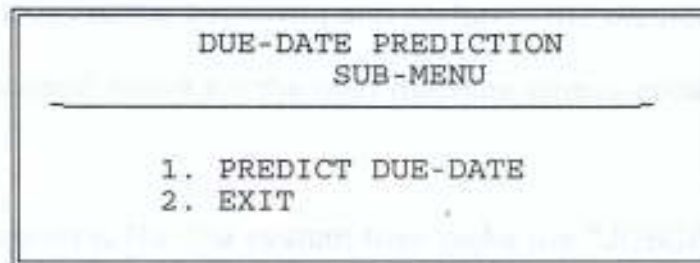 DUE-DATE PREDICTION
SUB-MENU
1. PREDICT DUE-DATE
2. EXIT